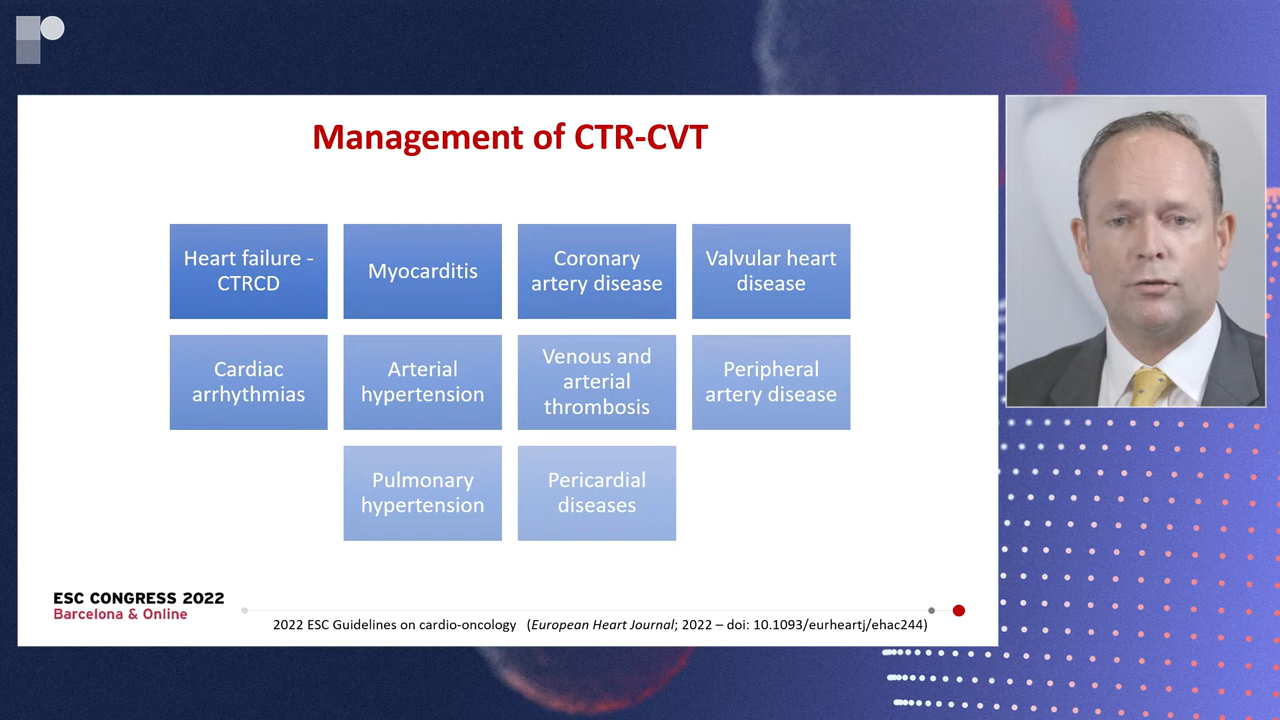 Management of CTR-CVT
Heart failure -
CTRCD
Myocarditis
Coronary
artery disease
Valvular heart
disease
Cardiac
arrhythmias
Arterial
hypertension
Venous and
arterial
thrombosis
Peripheral
artery disease
Pulmonary
hypertension
Pericardial
diseases
ESC CONGRESS 2022
Barcelona & Online
2022 ESC Guidelines on cardio-oncology (European Heart Journal; 2022 – doi: 10.1093/eurheartj/ehac244)